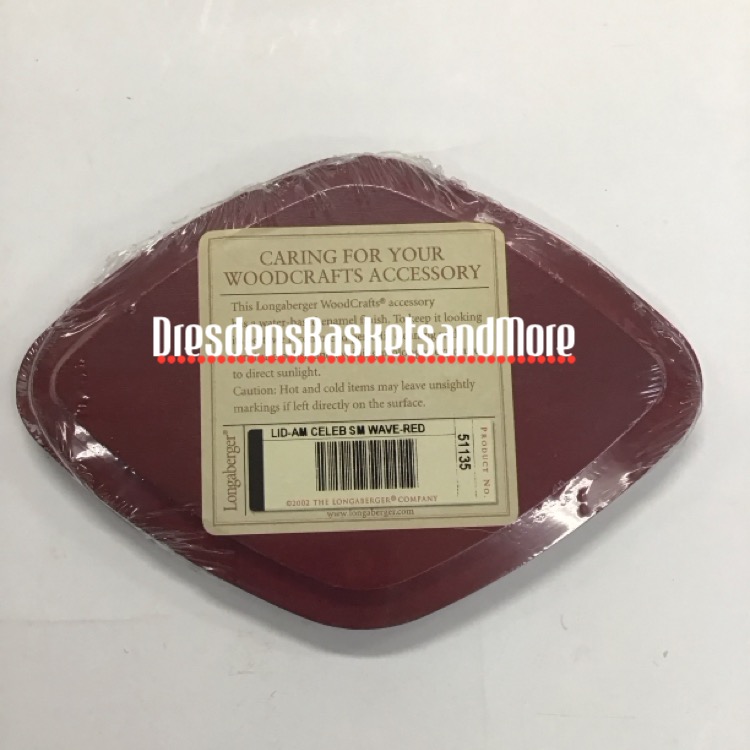 CARING FOR YOUR
WOODCRAFTS ACCESSORY
This Longaberger WoodCrafts® accessory
enamel finish. To keep it looking
DresdensBasketsandMore
to direct sunlight.
Caution: Hot and cold items may leave unsightly
markings if left directly on the surface.
Longaberger®
LID-AM CELEB SM WAVE-RED
51135
PRODUCT NO.
©2002 THE LONGABERGER® COMPANY
www.longaberger.com